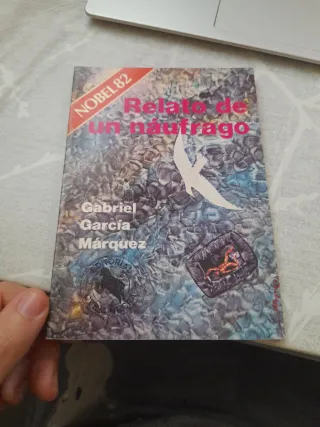 NOBEL 82
Relato de
un náufrago
Gabriel
García
Márquez